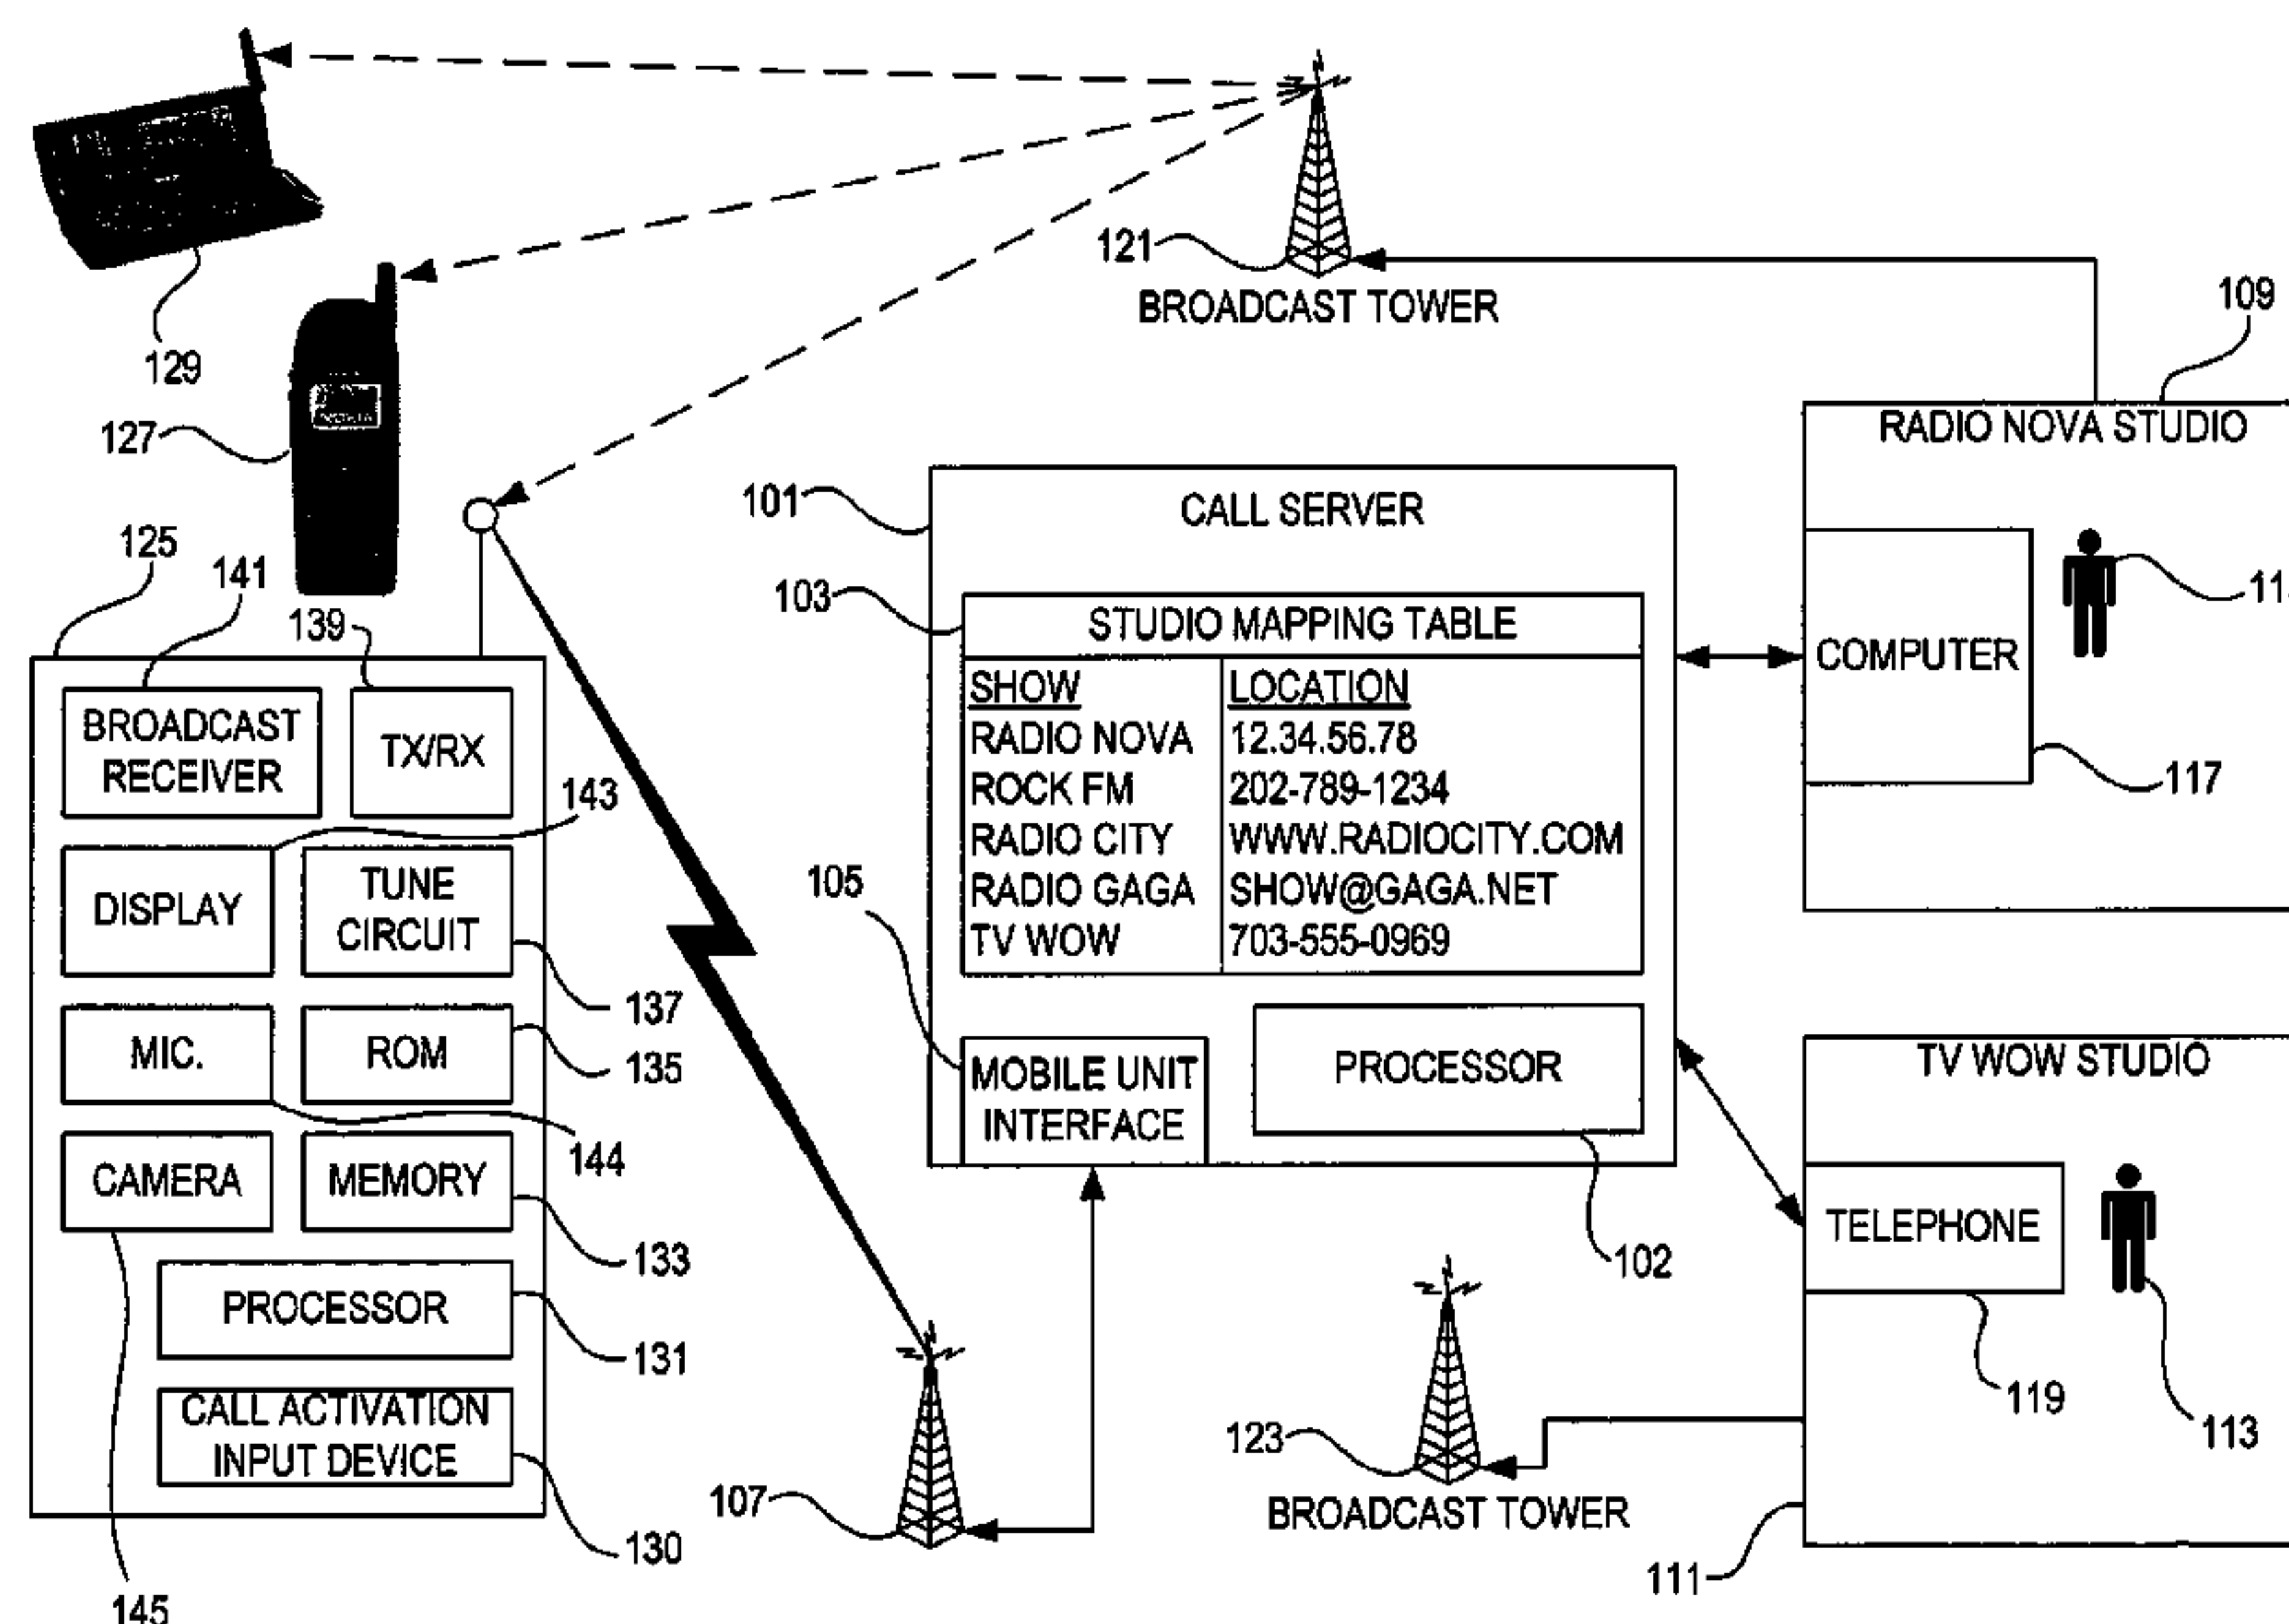 121
BROADCAST TOWER
109
129
127
RADIO NOVA STUDIO
101
CALL SERVER
125
141
139
103
STUDIO MAPPING TABLE
COMPUTER
117
SHOW LOCATION
RADIO NOVA 12.34.56.78
ROCK FM 202-789-1234
RADIO CITY WWW.RADIOCITY.COM
RADIO GAGA SHOW@GAGA.NET
TV WOW 703-555-0969
BROADCAST
RECEIVER
TX/RX
143
DISPLAY
TUNE
CIRCUIT
105
137
MIC.
ROM
135
MOBILE UNIT
INTERFACE
PROCESSOR
TV WOW STUDIO
144
CAMERA
MEMORY
133
102
TELEPHONE
PROCESSOR
131
119
113
CALL ACTIVATION
INPUT DEVICE
130
107
123
BROADCAST TOWER
111
145